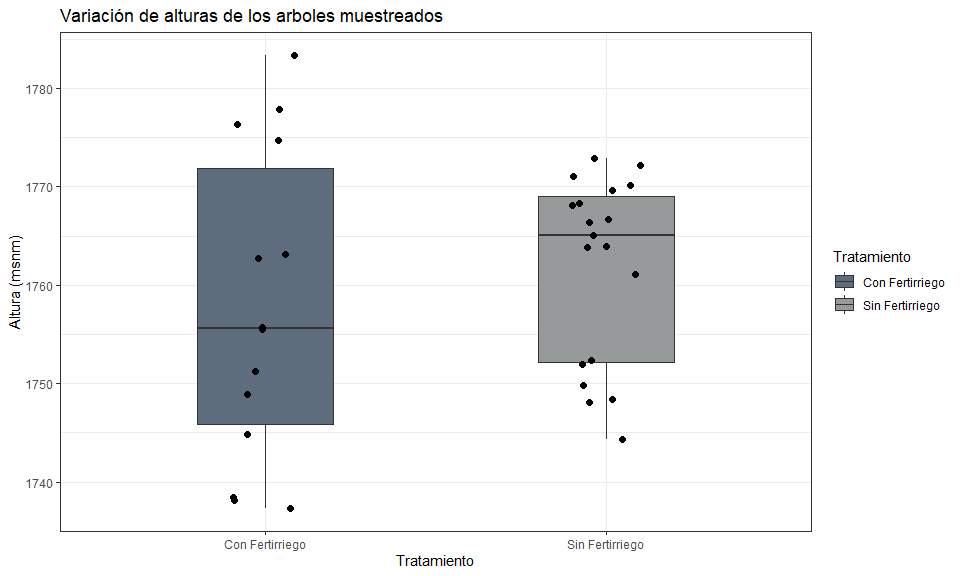 Variación de alturas de los arboles muestreados
Altura (msnm)
1780
1770
1760
1750
1740
Con Fertirriego
Sin Fertirriego
Tratamiento
Tratamiento
Con Fertirriego
Sin Fertirriego